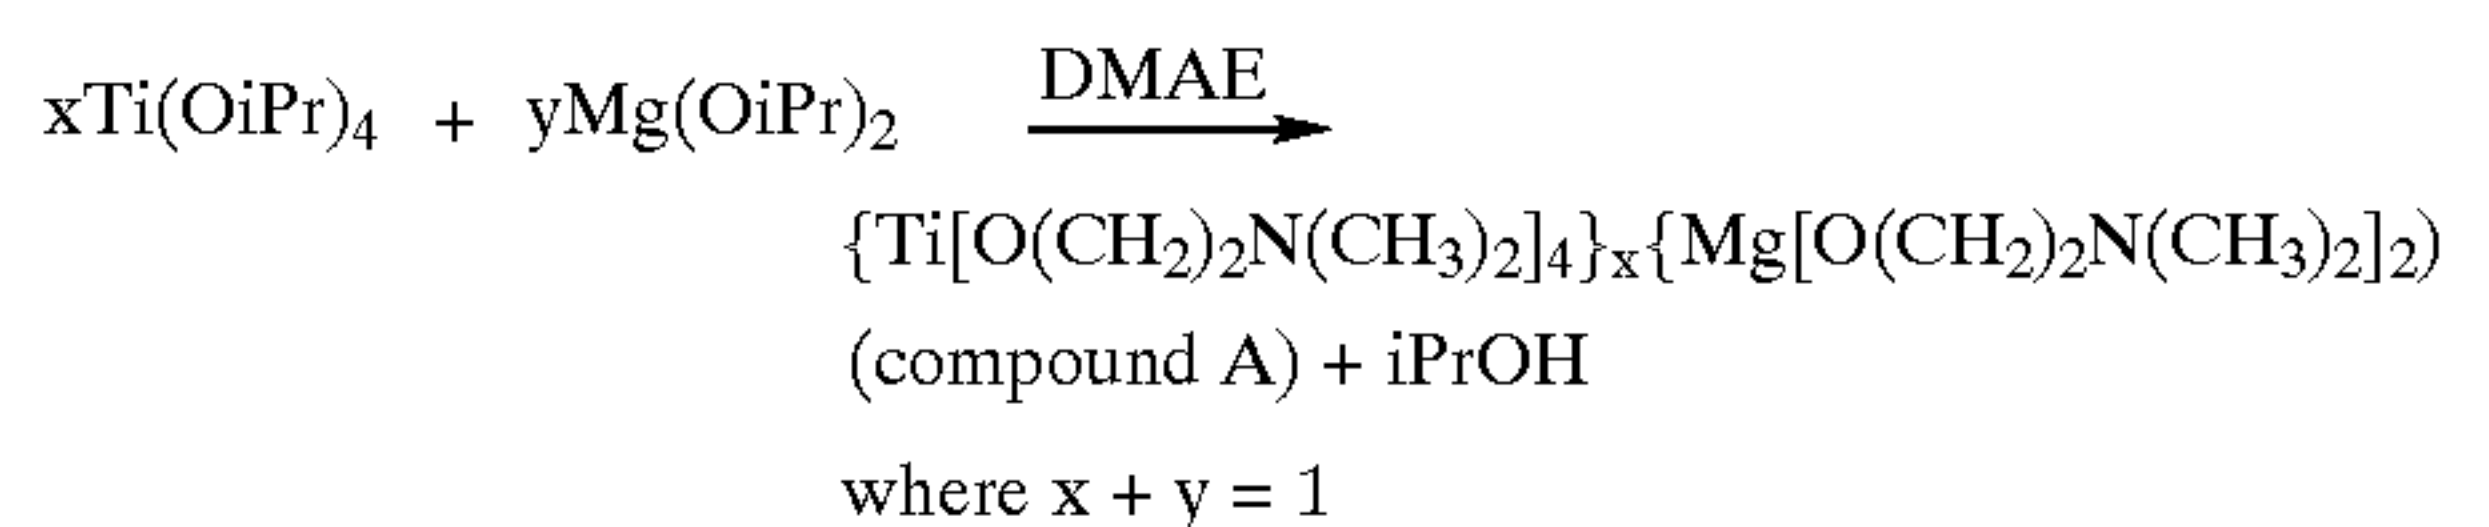 DMAE
xTi(OiPr)₄ + yMg(OiPr)₂
{Ti[O(CH₂)₂N(CH₃)₂]₄}ₓ{Mg[O(CH₂)₂N(CH₃)₂]₂)
(compound A) + iPrOH
where x + y = 1